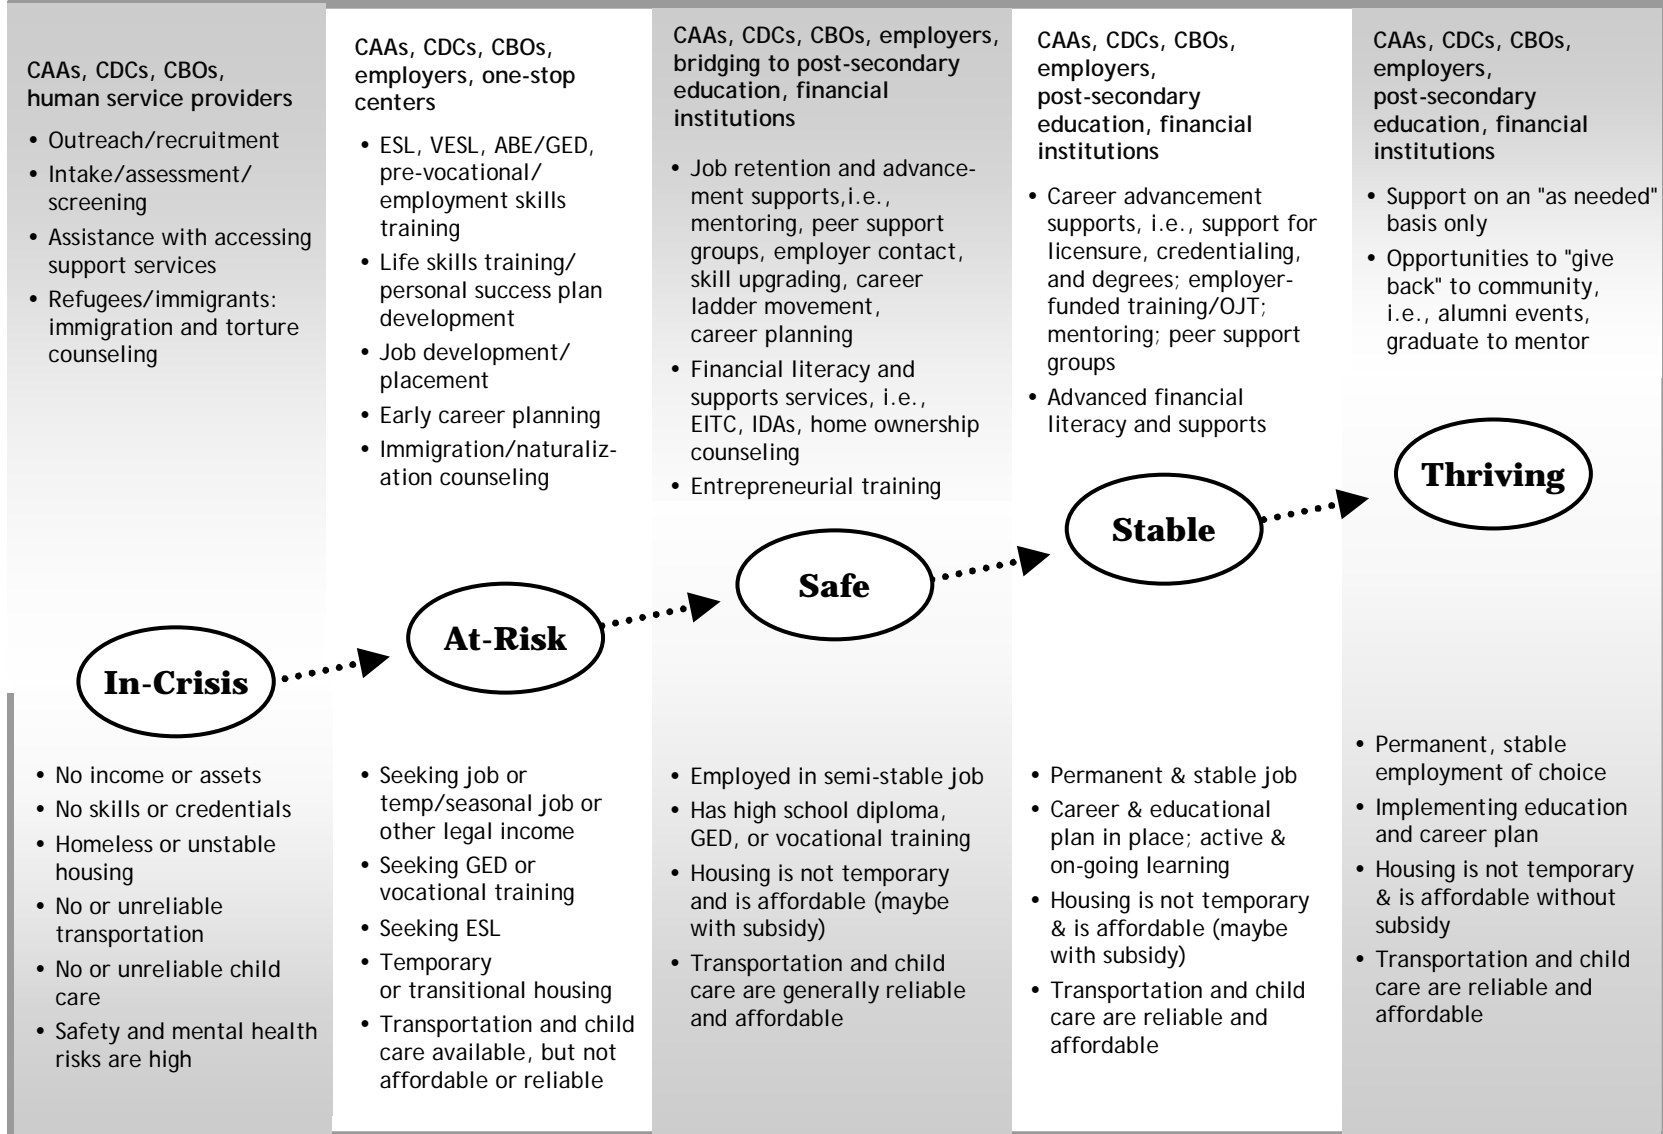 CAAs, CDCs, CBOs,
human service providers
• Outreach/recruitment
• Intake/assessment/
screening
• Assistance with accessing
support services
• Refugees/immigrants:
immigration and torture
counseling
In-Crisis
• No income or assets
• No skills or credentials
• Homeless or unstable
housing
• No or unreliable
transportation
• No or unreliable child
care
• Safety and mental health
risks are high
CAAs, CDCs, CBOs,
employers, one-stop
centers
• ESL, VESL, ABE/GED,
pre-vocational/
employment skills
training
• Life skills training/
personal success plan
development
• Job development/
placement
• Early career planning
• Immigration/naturaliz-
ation counseling
At-Risk
• Seeking job or
temp/seasonal job or
other legal income
• Seeking GED or
vocational training
• Seeking ESL
• Temporary
or transitional housing
• Transportation and child
care available, but not
affordable or reliable
CAAs, CDCs, CBOs, employers,
bridging to post-secondary
education, financial
institutions
• Job retention and advance-
ment supports,i.e.,
mentoring, peer support
groups, employer contact,
skill upgrading, career
ladder movement,
career planning
• Financial literacy and
supports services, i.e.,
EITC, IDAs, home ownership
counseling
• Entrepreneurial training
Safe
• Employed in semi-stable job
• Has high school diploma,
GED, or vocational training
• Housing is not temporary
and is affordable (maybe
with subsidy)
• Transportation and child
care are generally reliable
and affordable
CAAs, CDCs, CBOs,
employers,
post-secondary
education, financial
institutions
• Career advancement
supports, i.e., support for
licensure, credentialing,
and degrees; employer-
funded training/OJT;
mentoring; peer support
groups
• Advanced financial
literacy and supports
Stable
• Permanent & stable job
• Career & educational
plan in place; active &
on-going learning
• Housing is not temporary
& is affordable (maybe
with subsidy)
• Transportation and child
care are reliable and
affordable
CAAs, CDCs, CBOs,
employers,
post-secondary
education, financial
institutions
• Support on an "as needed"
basis only
• Opportunities to "give
back" to community,
i.e., alumni events,
graduate to mentor
Thriving
• Permanent, stable
employment of choice
• Implementing education
and career plan
• Housing is not temporary
& is affordable without
subsidy
• Transportation and child
care are reliable and
affordable